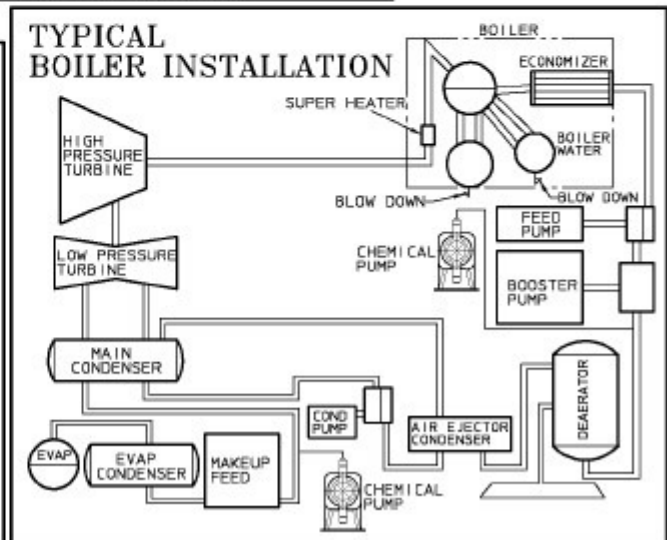 TYPICAL
BOILER INSTALLATION
BOILER
ECONOMIZER
SUPER HEATER
HIGH
PRESSURE
TURBINE
BOILER
WATER
BLOW DOWN
BLOW DOWN
FEED
PUMP
CHEMICAL
PUMP
LOW PRESSURE
TURBINE
BOOSTER
PUMP
MAIN
CONDENSER
DEAERATOR
COND
PUMP
AIR EJECTOR
CONDENSER
EVAP
EVAP
CONDENSER
MAKEUP
FEED
CHEMICAL
PUMP